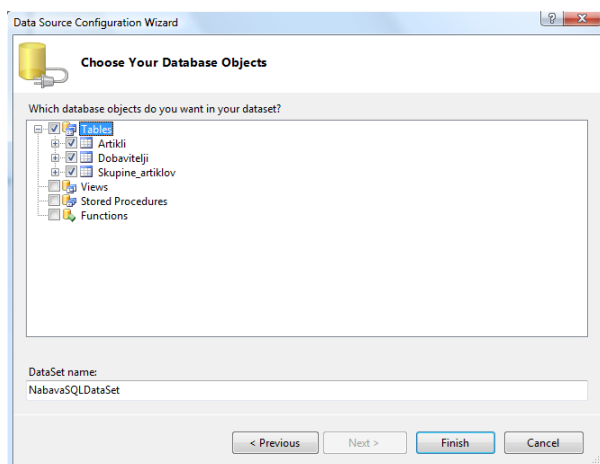 Data Source Configuration Wizard
Choose Your Database Objects
Which database objects do you want in your dataset?
Tables
Artikli
Dobavitelji
Skupine_artiklov
Views
Stored Procedures
Functions
DataSet name:
NabavaSQLDataSet
< Previous
Next >
Finish
Cancel